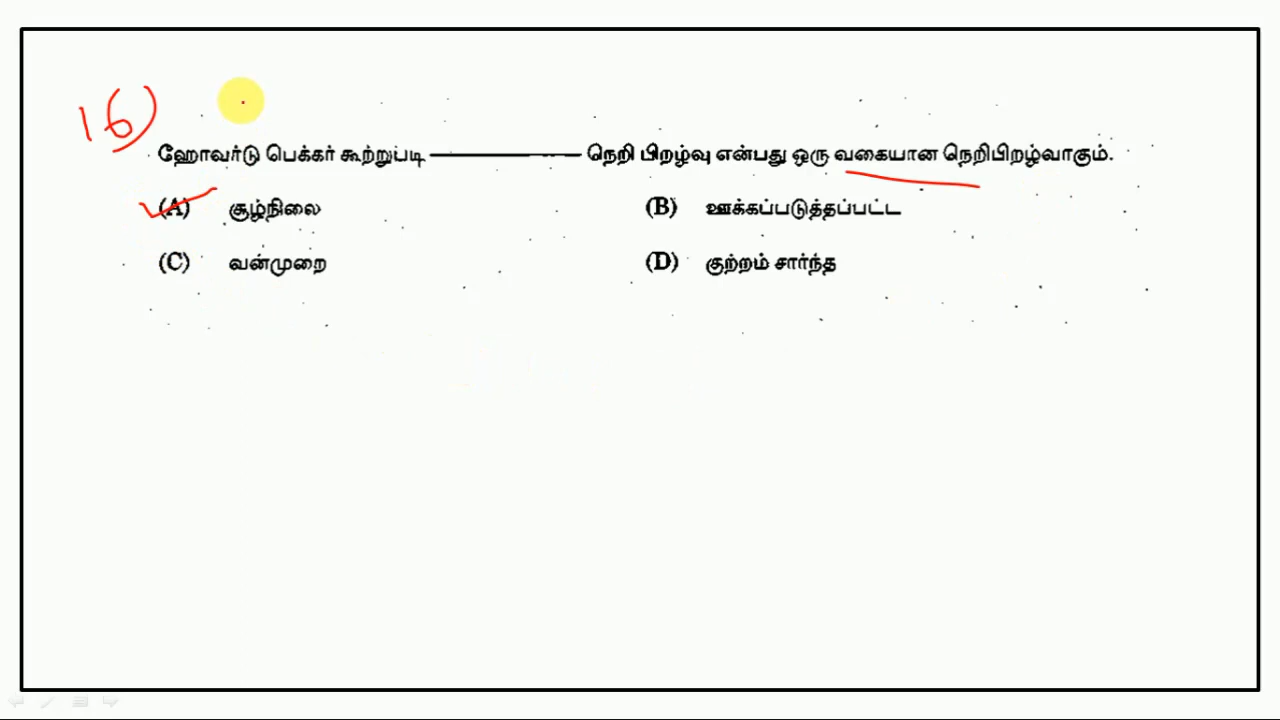 16)
ஹோவர்டு பெக்கர் கூற்றுபடி ————— நெறி பிறழ்வு என்பது ஒரு வகையான நெறிபிறழ்வாகும்.
(A) சூழ்நிலை (B) ஊக்கப்படுத்தப்பட்ட
(C) வன்முறை (D) குற்றம் சார்ந்த